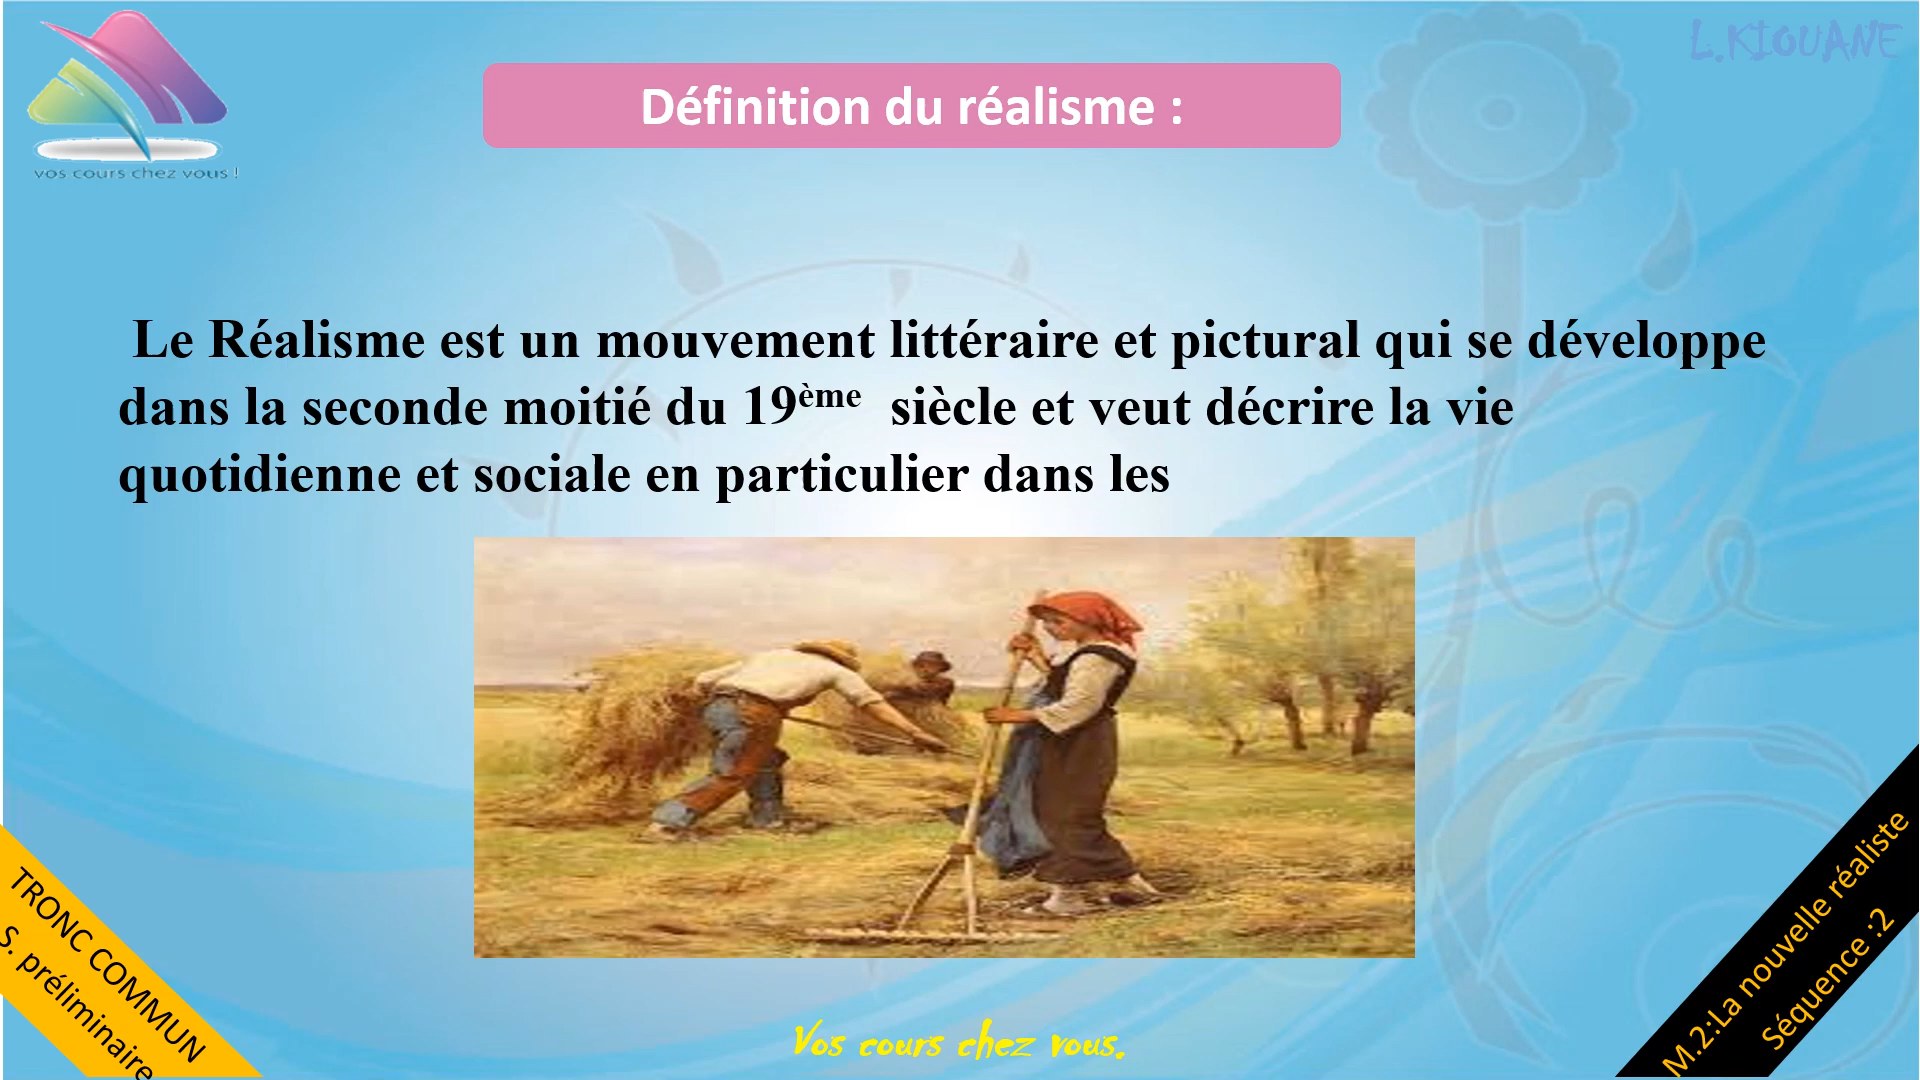 L.KIOUANE
Définition du réalisme :
vos cours chez vous !
Le Réalisme est un mouvement littéraire et pictural qui se développe
dans la seconde moitié du 19ème siècle et veut décrire la vie
quotidienne et sociale en particulier dans les
TRONC COMMUN
S. préliminaire
M.2:La nouvelle réaliste
Séquence :2
Vos cours chez vous.